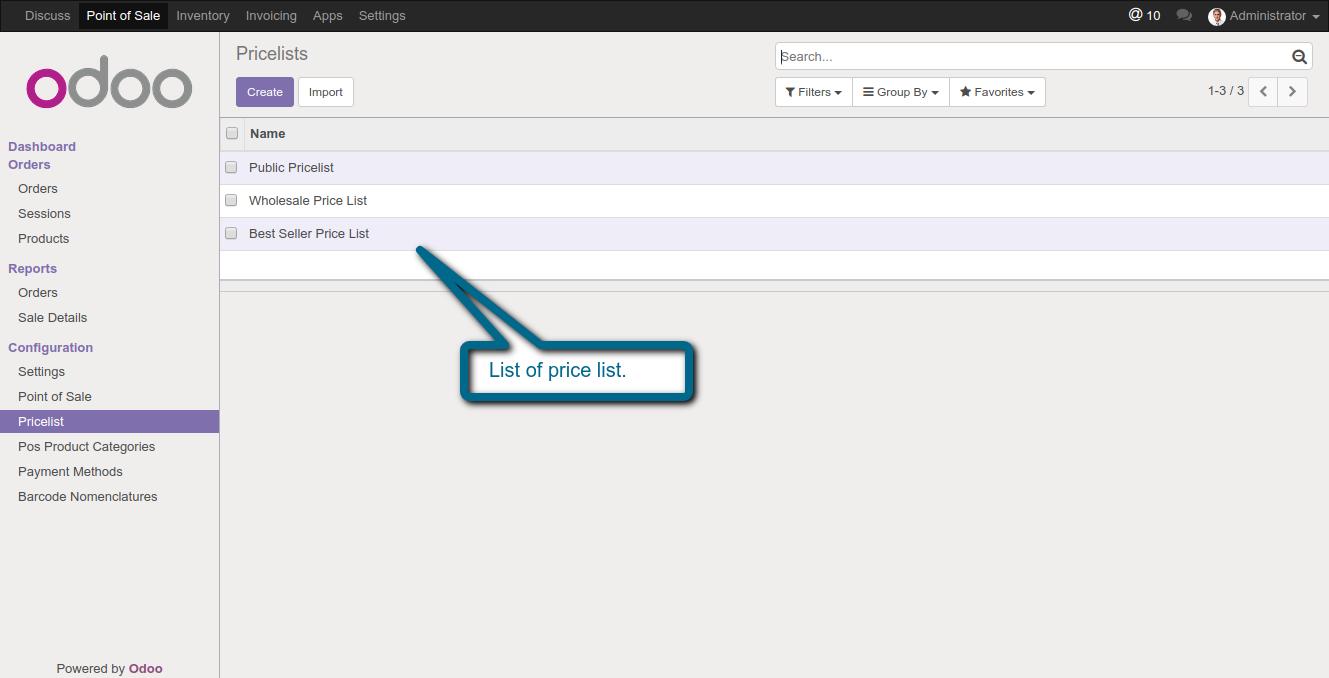 Discuss Point of Sale Inventory Invoicing Apps Settings @ 10 Administrator
odoo
Dashboard
Orders
Orders
Sessions
Products
Reports
Orders
Sale Details
Configuration
Settings
Point of Sale
Pricelist
Pos Product Categories
Payment Methods
Barcode Nomenclatures
Powered by Odoo
Pricelists
Search...
Create Import
Filters Group By Favorites
1-3 / 3
Name
Public Pricelist
Wholesale Price List
Best Seller Price List
List of price list.